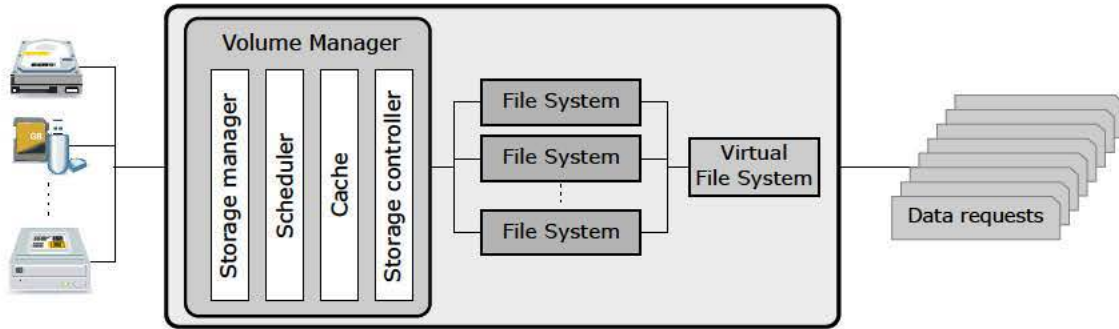 Volume Manager
Storage manager
Scheduler
Cache
Storage controller
File System
File System
File System
Virtual
File System
Data requests
GB